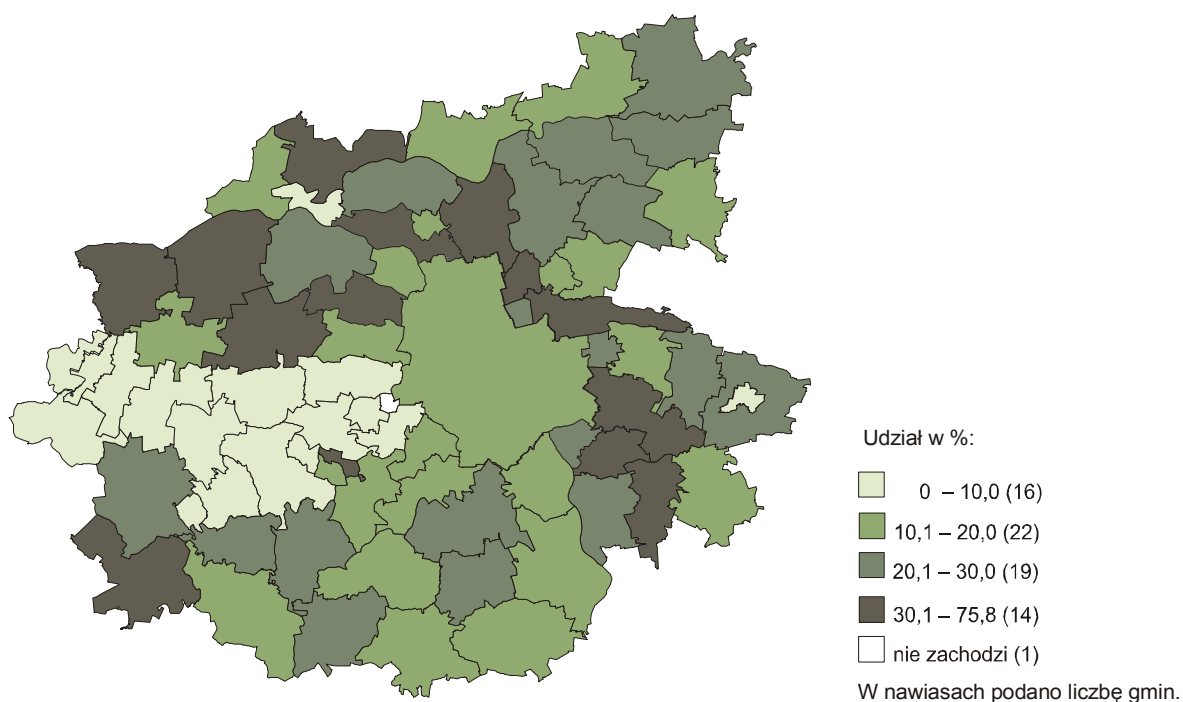 Udział w %:
0 – 10,0 (16)
10,1 – 20,0 (22)
20,1 – 30,0 (19)
30,1 – 75,8 (14)
nie zachodzi (1)
W nawiasach podano liczbę gmin.